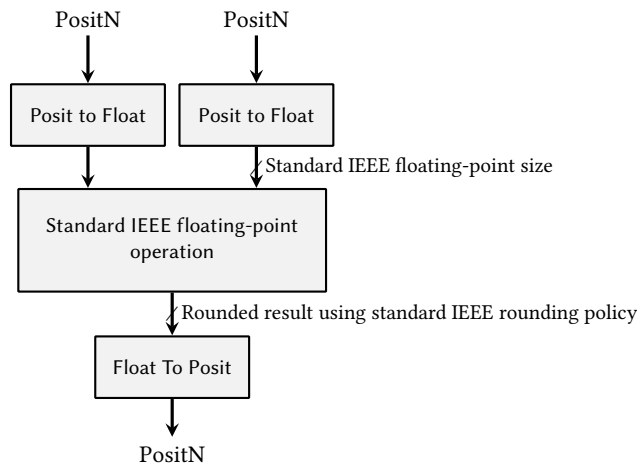 PositN PositN
Posit to Float Posit to Float
Standard IEEE floating-point size
Standard IEEE floating-point
operation
Rounded result using standard IEEE rounding policy
Float To Posit
PositN